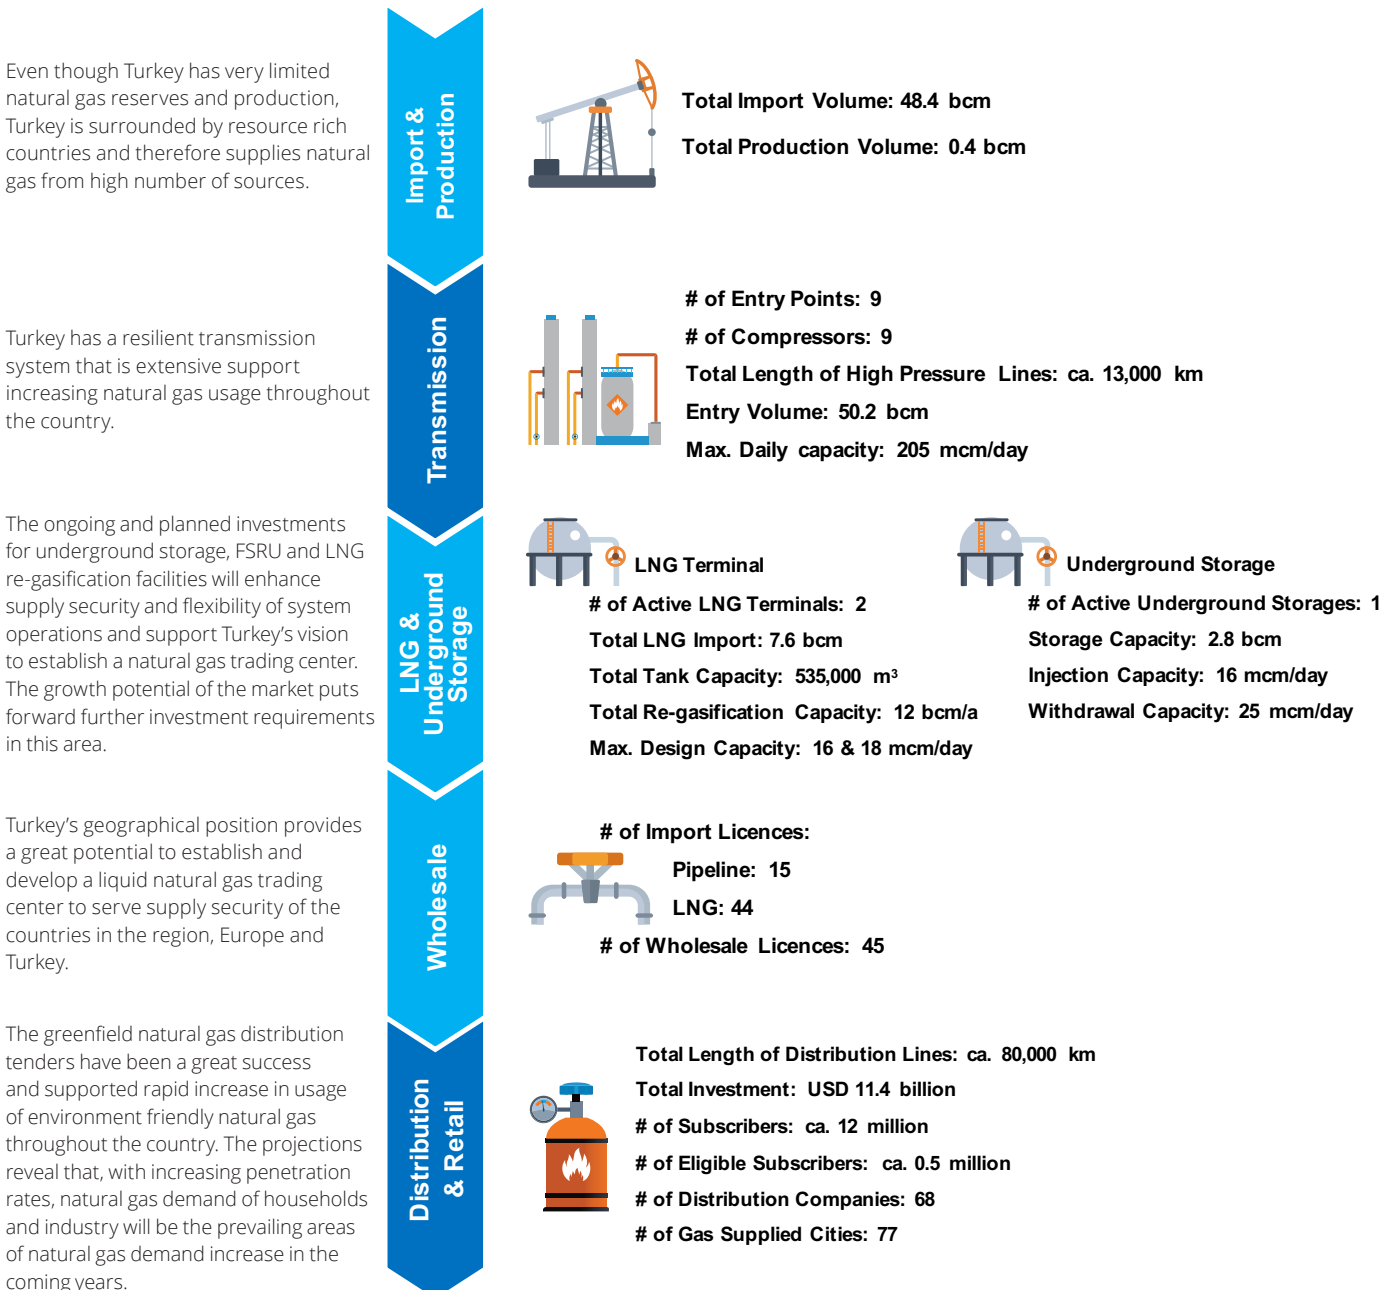 Even though Turkey has very limited
natural gas reserves and production,
Turkey is surrounded by resource rich
countries and therefore supplies natural
gas from high number of sources.
Import &
Production
Total Import Volume: 48.4 bcm
Total Production Volume: 0.4 bcm
Turkey has a resilient transmission
system that is extensive support
increasing natural gas usage throughout
the country.
Transmission
# of Entry Points: 9
# of Compressors: 9
Total Length of High Pressure Lines: ca. 13,000 km
Entry Volume: 50.2 bcm
Max. Daily capacity: 205 mcm/day
The ongoing and planned investments
for underground storage, FSRU and LNG
re-gasification facilities will enhance
supply security and flexibility of system
operations and support Turkey’s vision
to establish a natural gas trading center.
The growth potential of the market puts
forward further investment requirements
in this area.
LNG &
Underground
Storage
LNG Terminal
# of Active LNG Terminals: 2
Total LNG Import: 7.6 bcm
Total Tank Capacity: 535,000 m³
Total Re-gasification Capacity: 12 bcm/a
Max. Design Capacity: 16 & 18 mcm/day
Underground Storage
# of Active Underground Storages: 1
Storage Capacity: 2.8 bcm
Injection Capacity: 16 mcm/day
Withdrawal Capacity: 25 mcm/day
Turkey’s geographical position provides
a great potential to establish and
develop a liquid natural gas trading
center to serve supply security of the
countries in the region, Europe and
Turkey.
Wholesale
# of Import Licences:
Pipeline: 15
LNG: 44
# of Wholesale Licences: 45
The greenfield natural gas distribution
tenders have been a great success
and supported rapid increase in usage
of environment friendly natural gas
throughout the country. The projections
reveal that, with increasing penetration
rates, natural gas demand of households
and industry will be the prevailing areas
of natural gas demand increase in the
coming years.
Distribution
& Retail
Total Length of Distribution Lines: ca. 80,000 km
Total Investment: USD 11.4 billion
# of Subscribers: ca. 12 million
# of Eligible Subscribers: ca. 0.5 million
# of Distribution Companies: 68
# of Gas Supplied Cities: 77